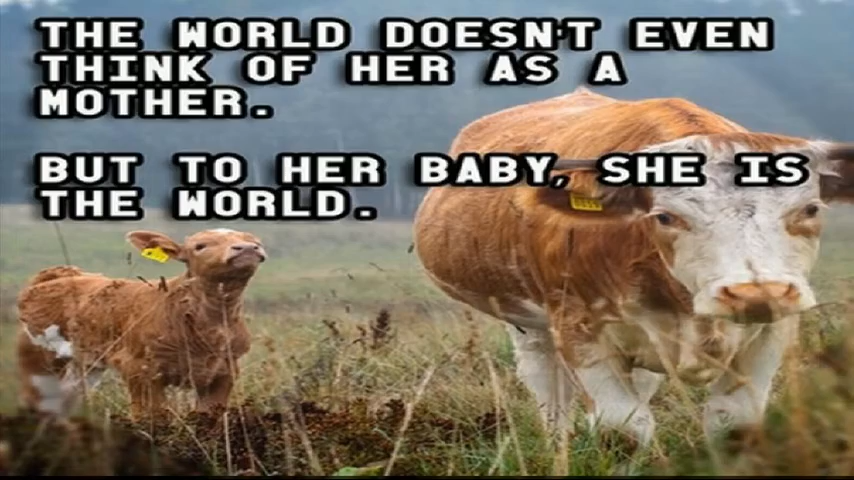 THE WORLD DOESN'T EVEN
THINK OF HER AS A
MOTHER.
BUT TO HER BABY, SHE IS
THE WORLD.